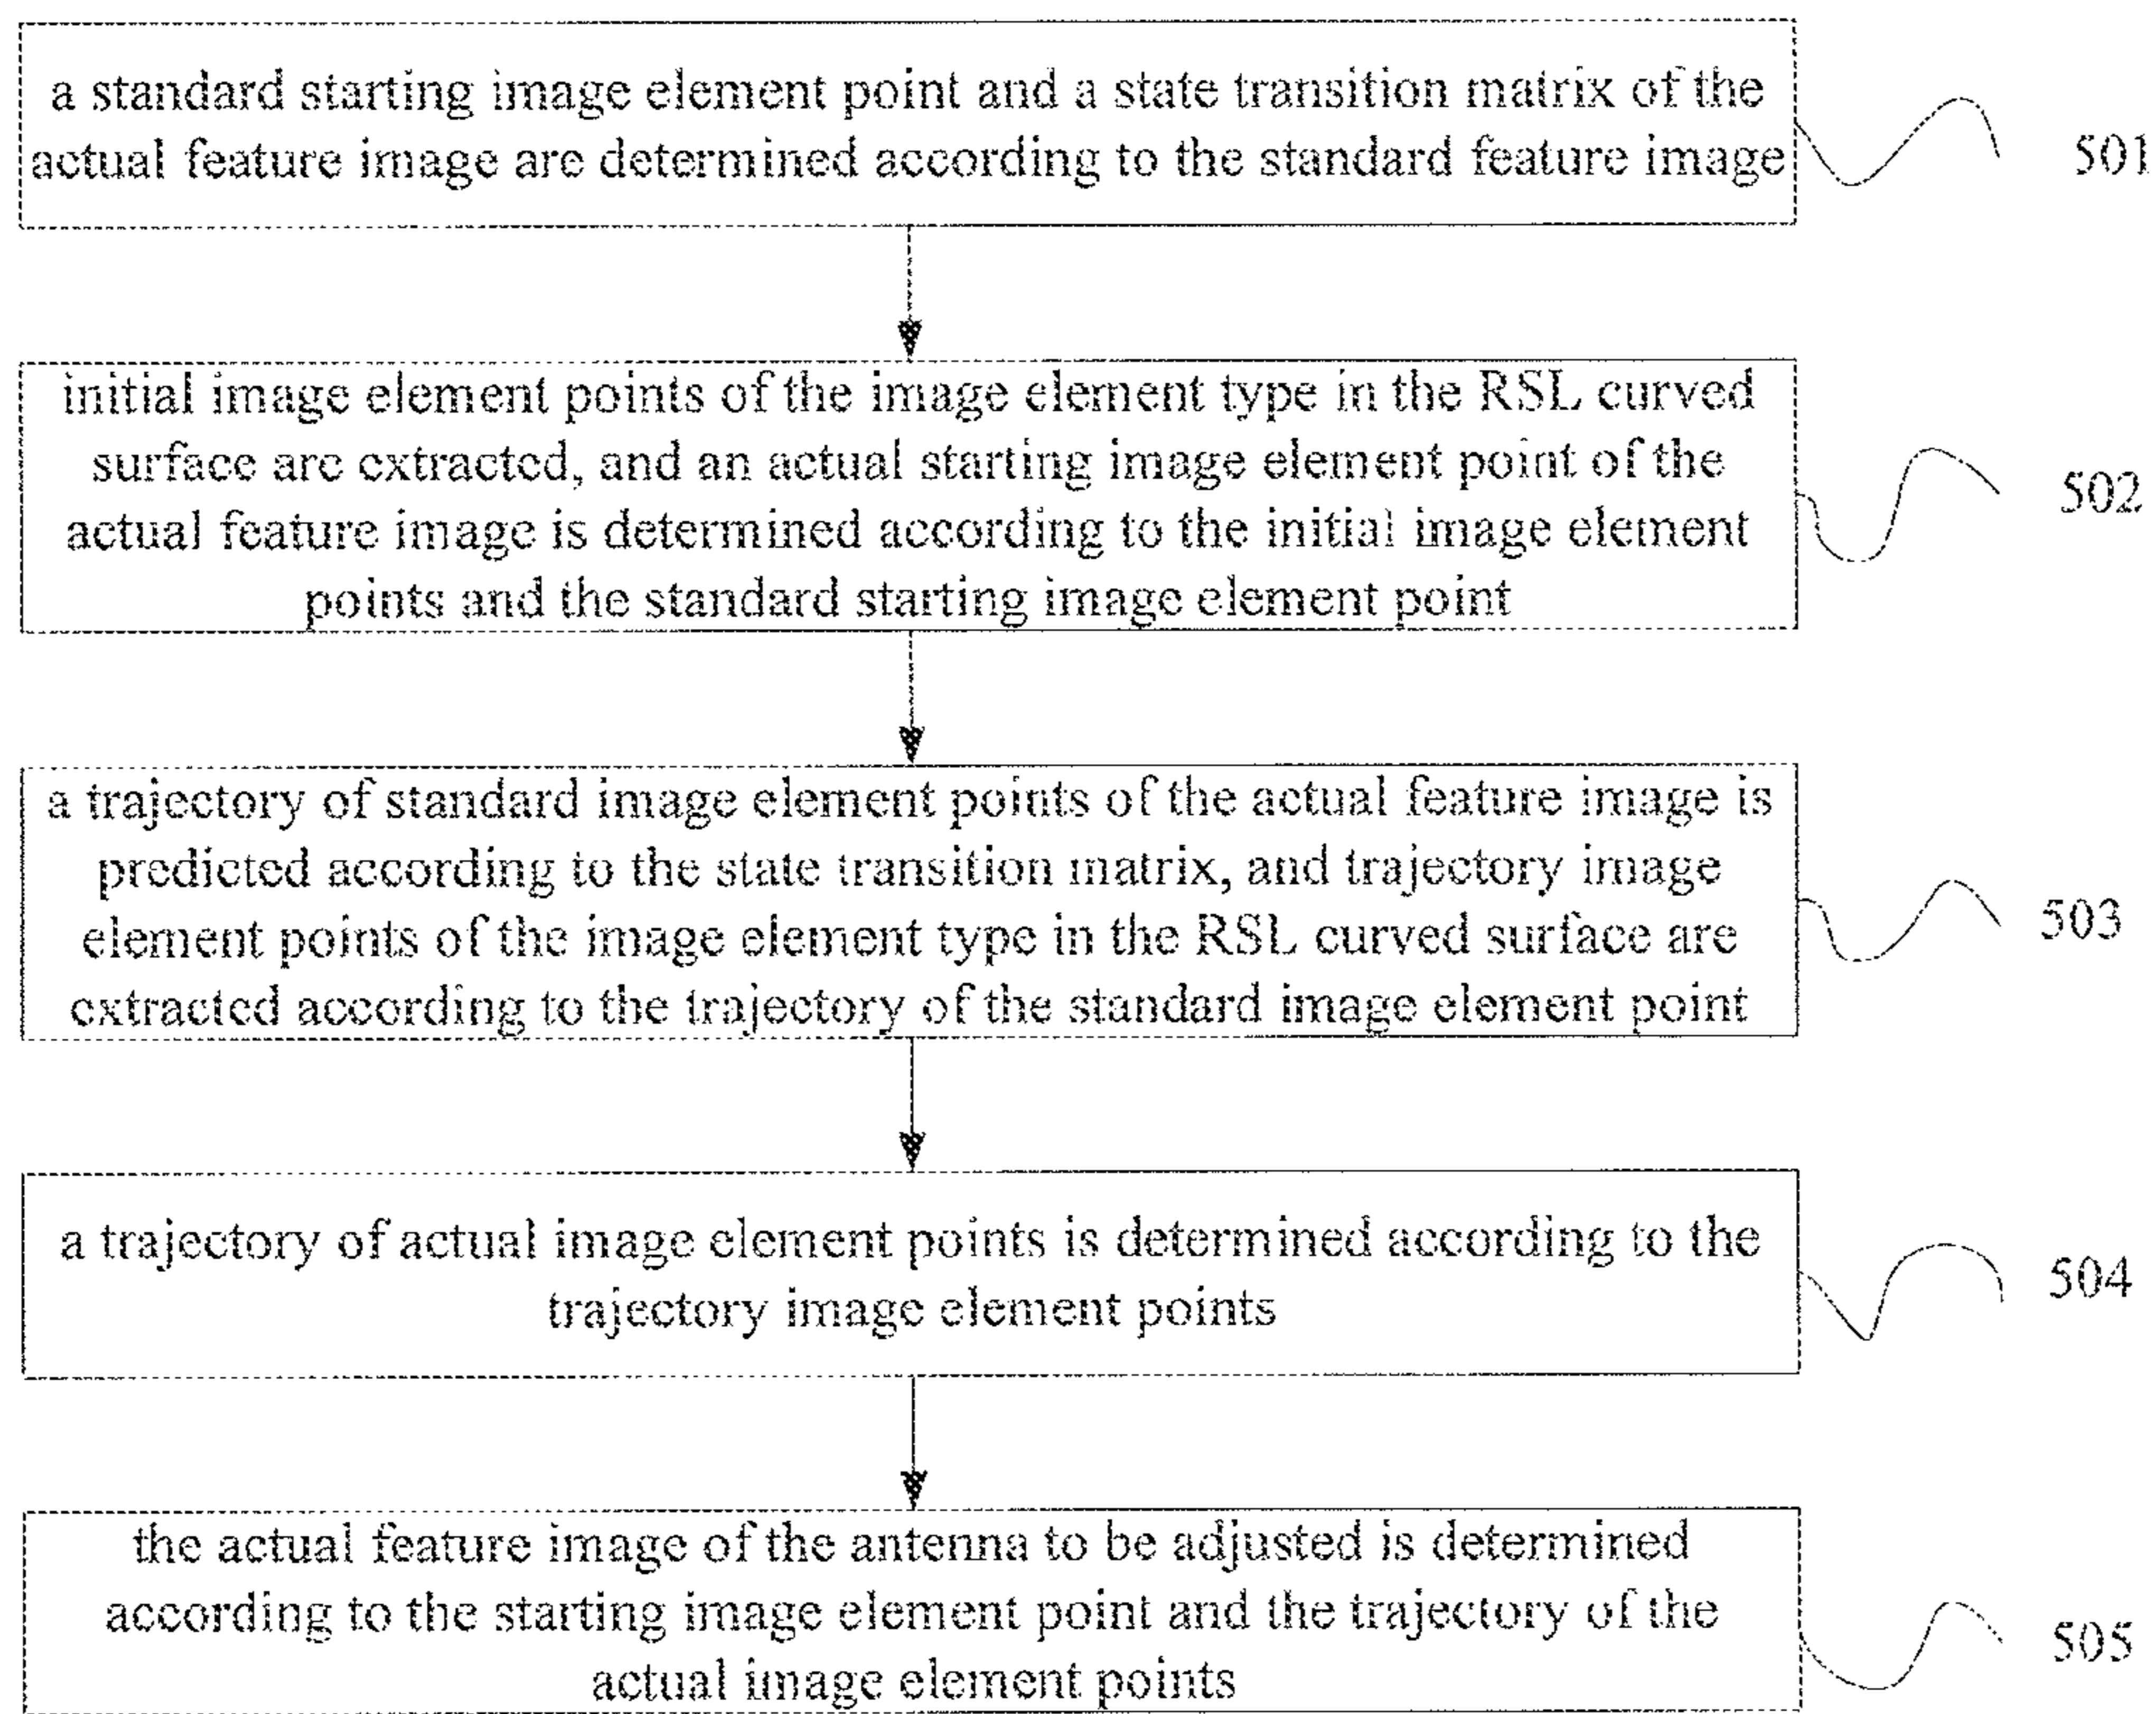 a standard starting image element point and a state transition matrix of the
actual feature image are determined according to the standard feature image
501
initial image element points of the image element type in the RSL curved
surface are extracted, and an actual starting image element point of the
actual feature image is determined according to the initial image element
points and the standard starting image element point
502
a trajectory of standard image element points of the actual feature image is
predicted according to the state transition matrix, and trajectory image
element points of the image element type in the RSL curved surface are
extracted according to the trajectory of the standard image element point
503
a trajectory of actual image element points is determined according to the
trajectory image element points
504
the actual feature image of the antenna to be adjusted is determined
according to the starting image element point and the trajectory of the
actual image element points
505